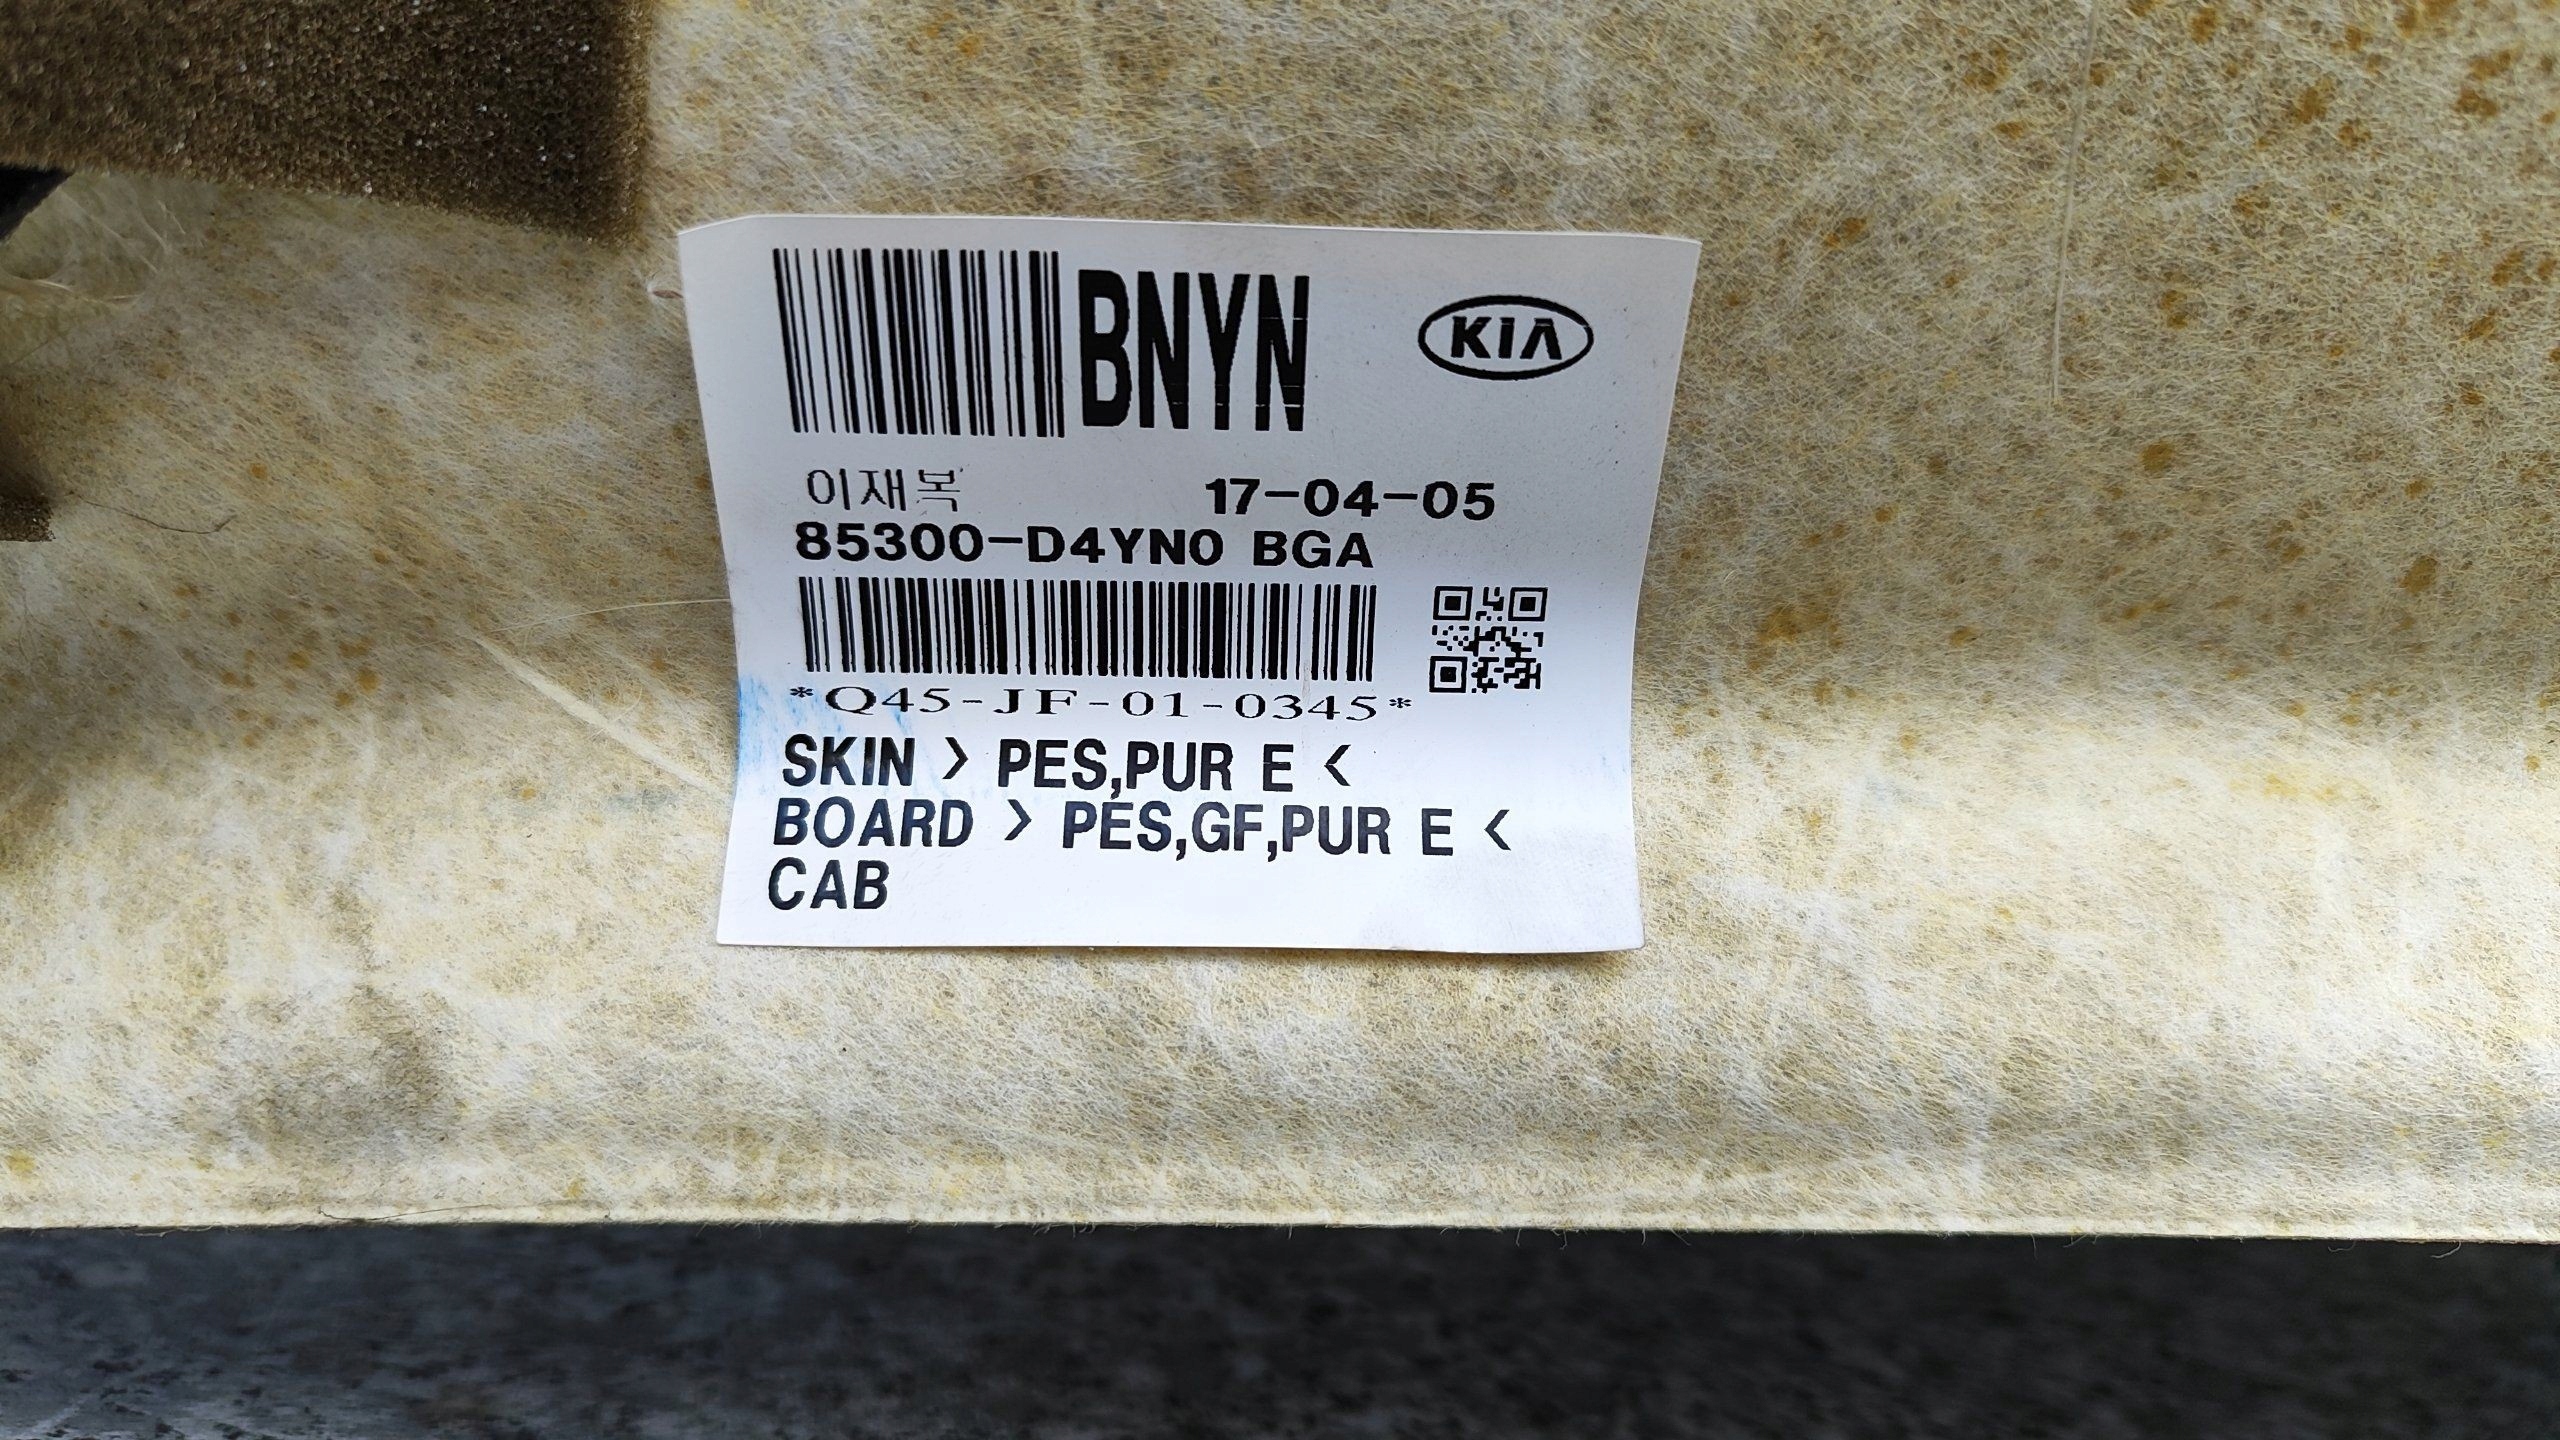 BNYN
KIA
이재복 17-04-05
85300-D4YN0 BGA
*Q45-JF-01-0345*
SKIN > PES,PUR E <
BOARD > PES,GF,PUR E <
CAB